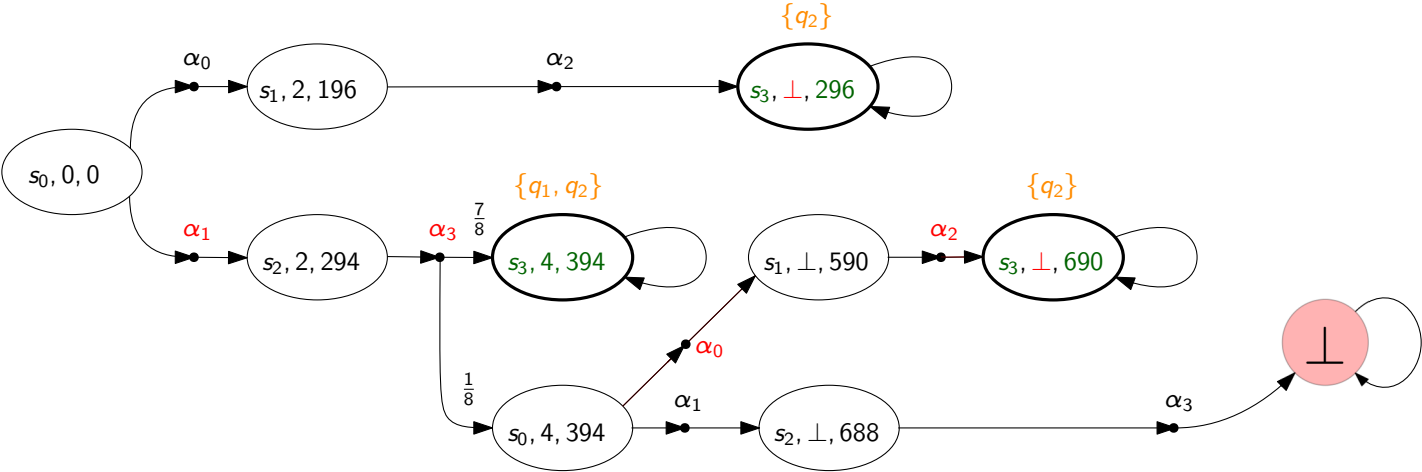 {q₂}
α₀
α₂
s₁, 2, 196
s₃, ⊥, 296
s₀, 0, 0
{q₁, q₂}
{q₂}
α₁
α₃
7/8
α₂
s₂, 2, 294
s₃, 4, 394
s₁, ⊥, 590
s₃, ⊥, 690
α₀
⊥
1/8
α₁
α₃
s₀, 4, 394
s₂, ⊥, 688